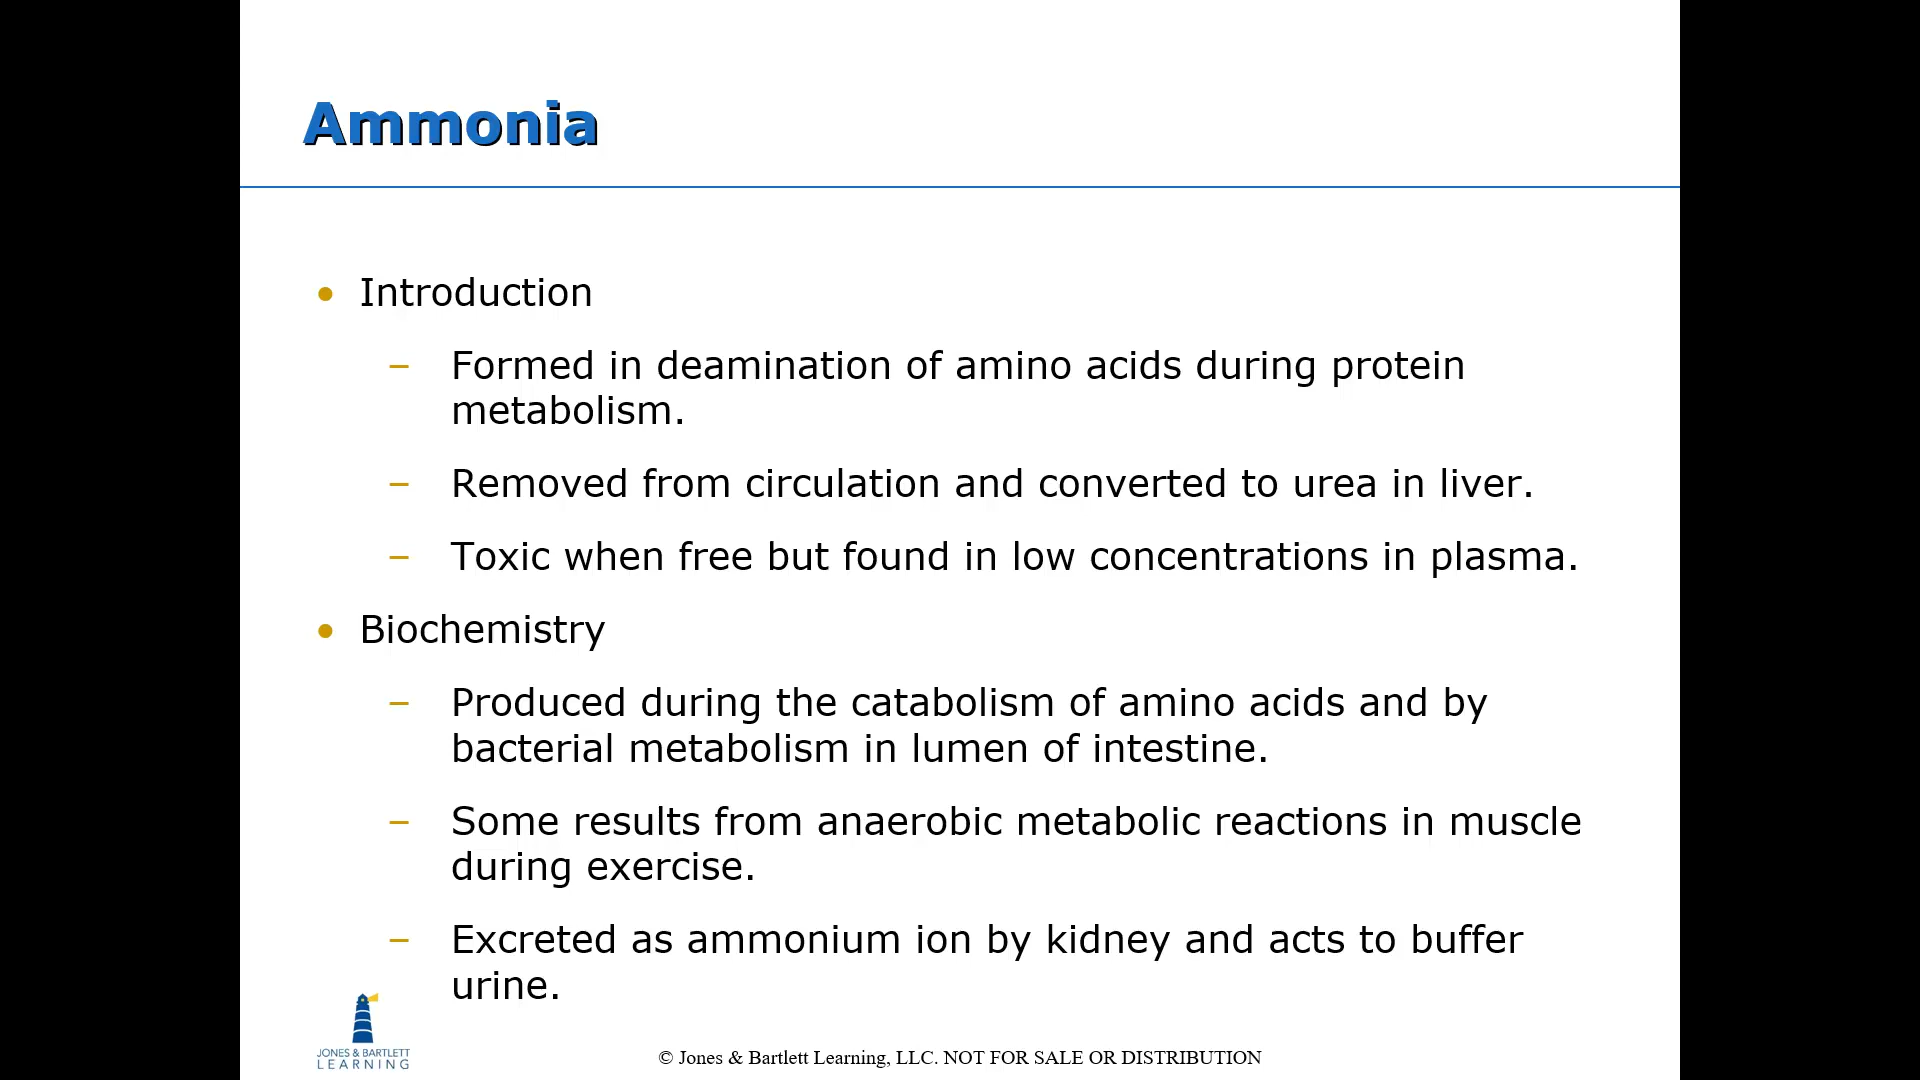 Ammonia
• Introduction
– Formed in deamination of amino acids during protein
metabolism.
– Removed from circulation and converted to urea in liver.
– Toxic when free but found in low concentrations in plasma.
• Biochemistry
– Produced during the catabolism of amino acids and by
bacterial metabolism in lumen of intestine.
– Some results from anaerobic metabolic reactions in muscle
during exercise.
– Excreted as ammonium ion by kidney and acts to buffer
urine.
JONES & BARTLETT
LEARNING
© Jones & Bartlett Learning, LLC. NOT FOR SALE OR DISTRIBUTION